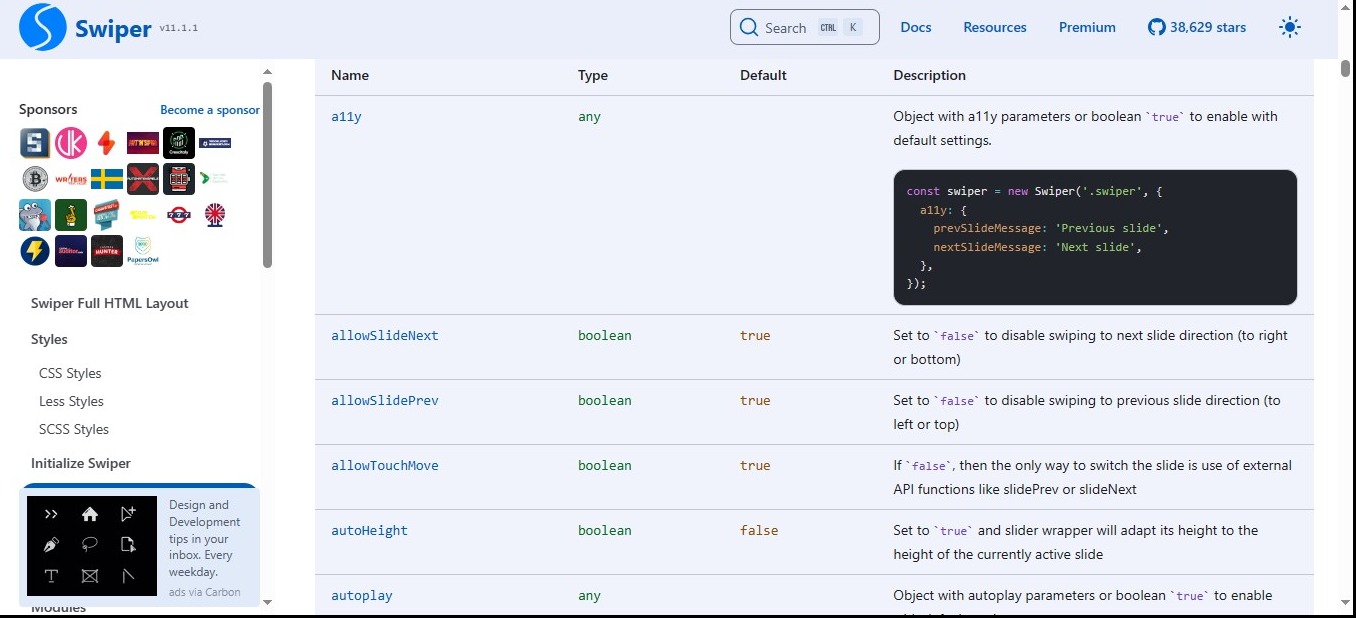 Swiper v11.1.1
Search CTRL K
Docs
Resources
Premium
38,629 stars
Sponsors
Become a sponsor
WRITERS
777
HUNTER
PapersOwl
Swiper Full HTML Layout
Styles
CSS Styles
Less Styles
SCSS Styles
Initialize Swiper
Design and
Development
tips in your
inbox. Every
weekday.
ads via Carbon
Modules
Name Type Default Description
a11y any Object with a11y parameters or boolean `true` to enable with
default settings.
const swiper = new Swiper('.swiper', {
a11y: {
prevSlideMessage: 'Previous slide',
nextSlideMessage: 'Next slide',
},
});
allowSlideNext boolean true Set to `false` to disable swiping to next slide direction (to right
or bottom)
allowSlidePrev boolean true Set to `false` to disable swiping to previous slide direction (to
left or top)
allowTouchMove boolean true If `false`, then the only way to switch the slide is use of external
API functions like slidePrev or slideNext
autoHeight boolean false Set to `true` and slider wrapper will adapt its height to the
height of the currently active slide
autoplay any Object with autoplay parameters or boolean `true` to enable